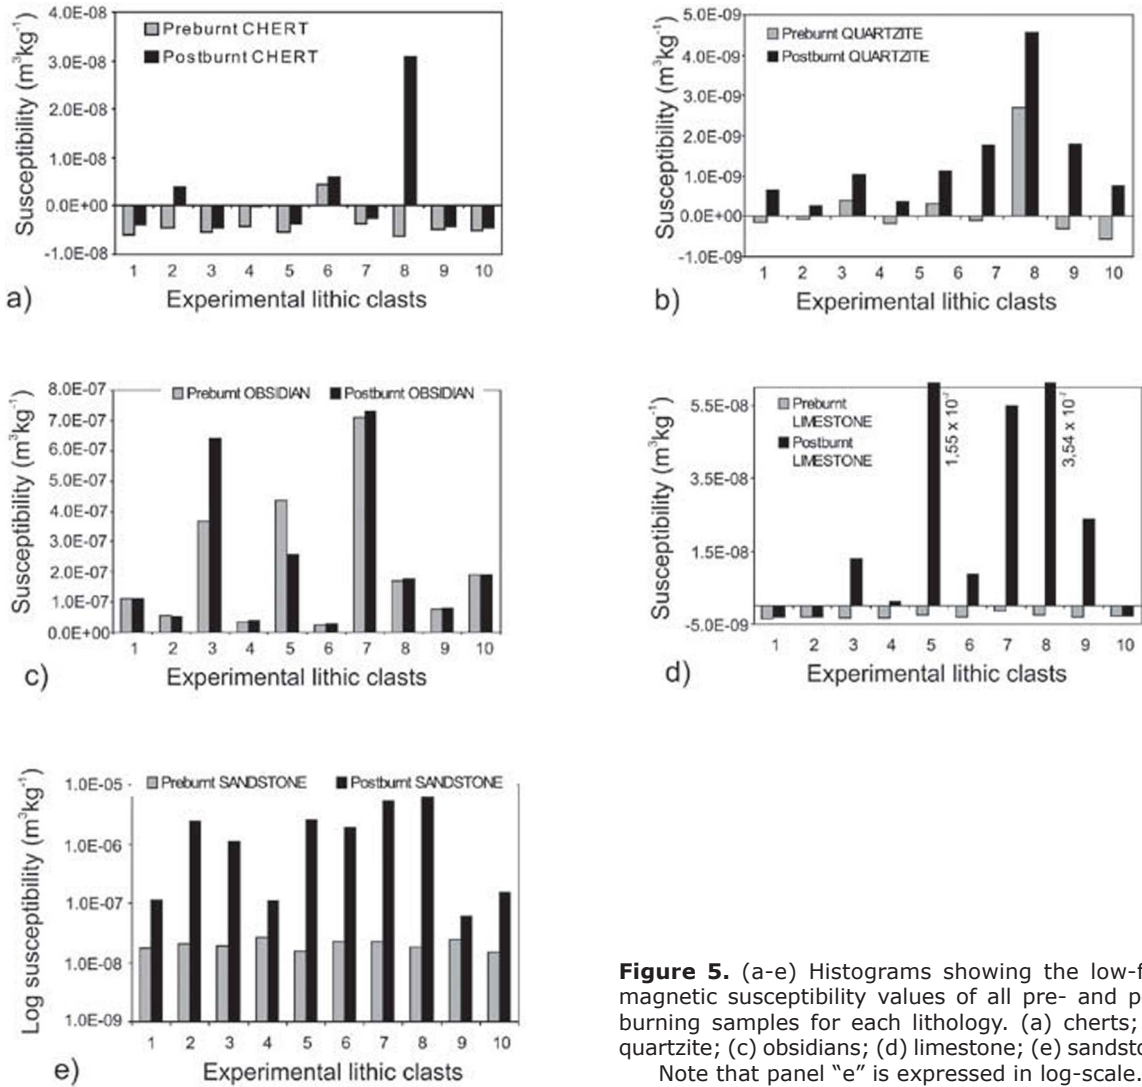 Preburnt CHERT
Postburnt CHERT
Susceptibility (m³kg⁻¹)
4.0E-08
3.0E-08
2.0E-08
1.0E-08
0.0E+00
-1.0E-08
1 2 3 4 5 6 7 8 9 10
Experimental lithic clasts
a)
Preburnt QUARTZITE
Postburnt QUARTZITE
Susceptibility (m³kg⁻¹)
5.0E-09
4.0E-09
3.0E-09
2.0E-09
1.0E-09
0.0E+00
-1.0E-09
1 2 3 4 5 6 7 8 9 10
Experimental lithic clasts
b)
Preburnt OBSIDIAN Postburnt OBSIDIAN
Susceptibility (m³kg⁻¹)
8.0E-07
7.0E-07
6.0E-07
5.0E-07
4.0E-07
3.0E-07
2.0E-07
1.0E-07
0.0E+00
1 2 3 4 5 6 7 8 9 10
Experimental lithic clasts
c)
Preburnt
LIMESTONE
Postburnt
LIMESTONE
1,55 x 10⁻⁷
3,54 x 10⁻⁷
Susceptibility (m³kg⁻¹)
5.5E-08
3.5E-08
1.5E-08
-5.0E-09
1 2 3 4 5 6 7 8 9 10
Experimental lithic clasts
d)
Preburnt SANDSTONE Postburnt SANDSTONE
Log susceptibility (m³kg⁻¹)
1.0E-05
1.0E-06
1.0E-07
1.0E-08
1.0E-09
1 2 3 4 5 6 7 8 9 10
Experimental lithic clasts
e)
Figure 5. (a-e) Histograms showing the low-f
magnetic susceptibility values of all pre- and p
burning samples for each lithology. (a) cherts;
quartzite; (c) obsidians; (d) limestone; (e) sandsto
Note that panel “e” is expressed in log-scale.